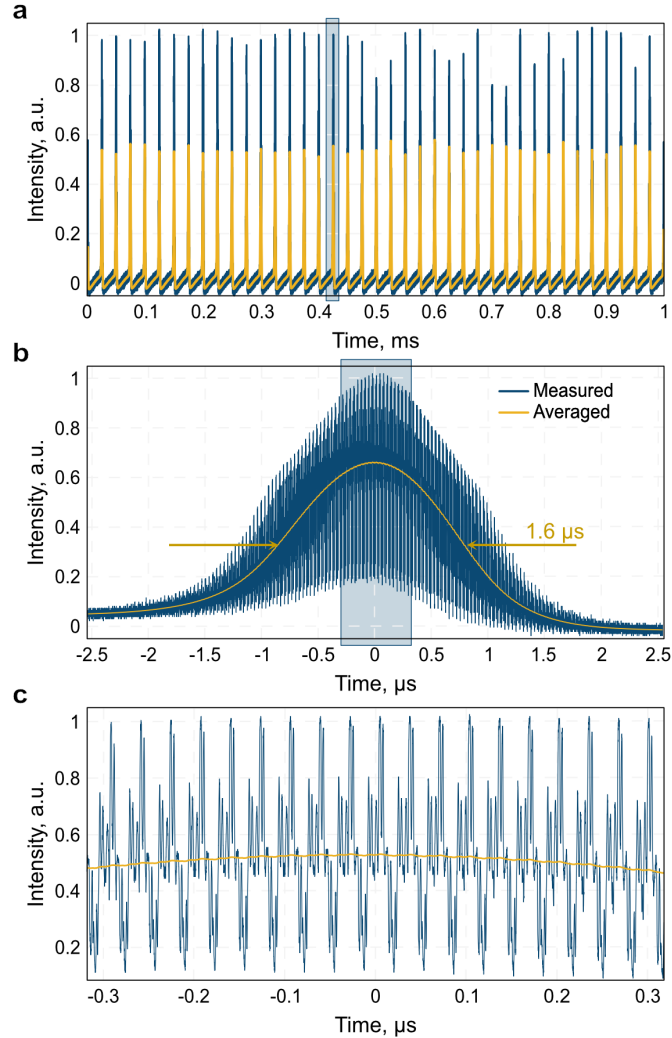 a
1
0.8
0.6
0.4
0.2
0
Intensity, a.u.
0 0.1 0.2 0.3 0.4 0.5 0.6 0.7 0.8 0.9 1
Time, ms
b
1
0.8
0.6
0.4
0.2
0
Intensity, a.u.
Measured
Averaged
1.6 µs
-2.5 -2 -1.5 -1 -0.5 0 0.5 1 1.5 2 2.5
Time, µs
c
1
0.8
0.6
0.4
0.2
Intensity, a.u.
-0.3 -0.2 -0.1 0 0.1 0.2 0.3
Time, µs